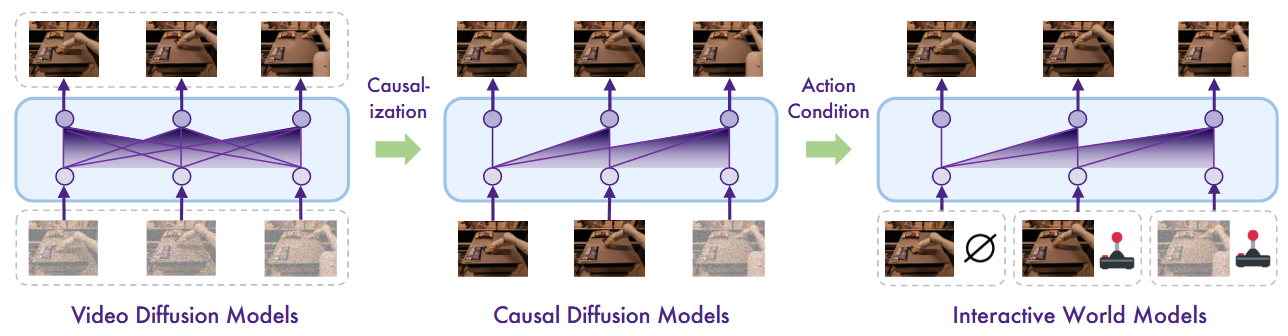 Causal-
ization
Action
Condition
Video Diffusion Models
Causal Diffusion Models
Interactive World Models